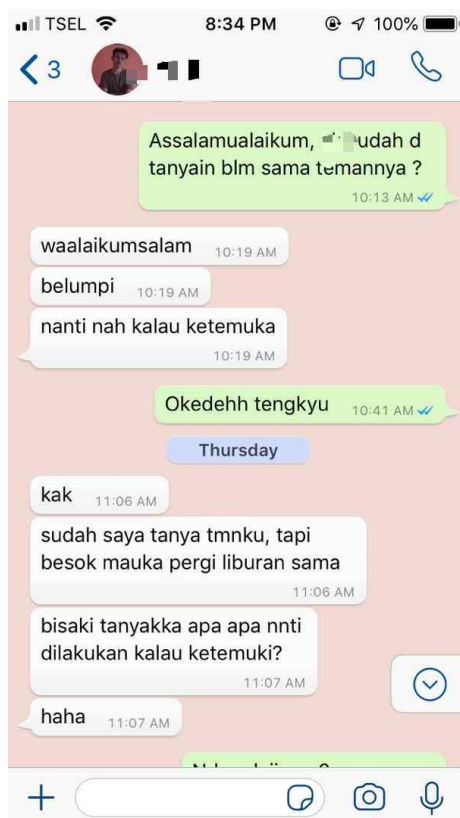 TSEL
8:34 PM
100%
3
Assalamualaikum, udah d
tanyain blm sama temannya ?
10:13 AM
waalaikumsalam 10:19 AM
belumpi 10:19 AM
nanti nah kalau ketemuka
10:19 AM
Okedehh tengkyu 10:41 AM
Thursday
kak 11:06 AM
sudah saya tanya tmnku, tapi
besok mauka pergi liburan sama
11:06 AM
bisaki tanyakka apa apa nnti
dilakukan kalau ketemuki?
11:07 AM
haha 11:07 AM